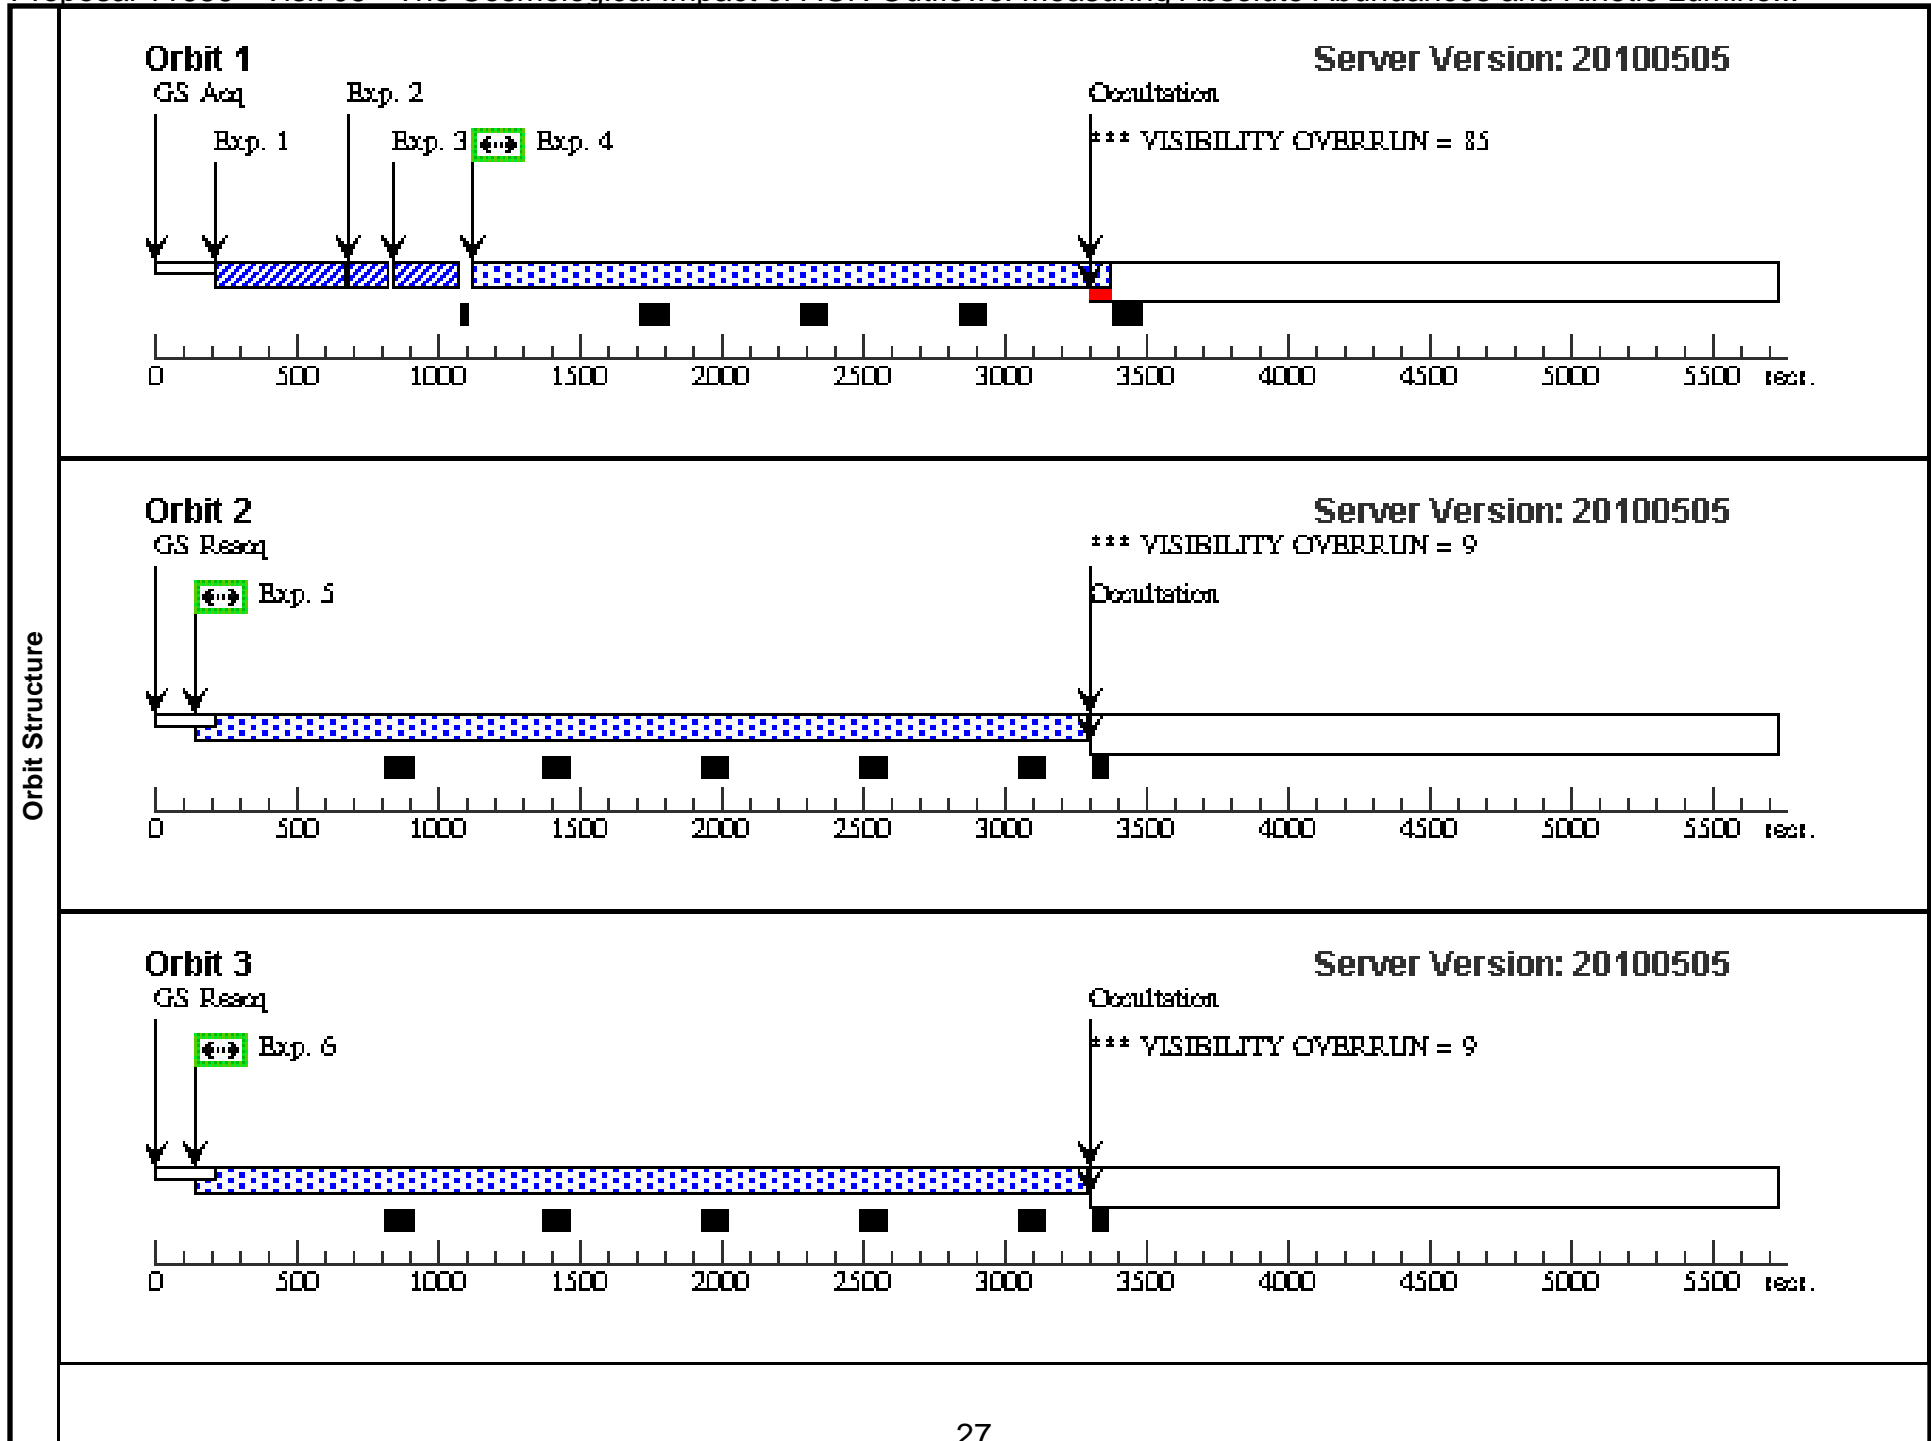 Orbit Structure
Orbit 1
Server Version: 20100505
GS Acq
Exp. 2
Occultation
Exp. 1
Exp. 3
Exp. 4
*** VISIBILITY OVERRUN = 85
0 500 1000 1500 2000 2500 3000 3500 4000 4500 5000 5500 secs.
Orbit 2
Server Version: 20100505
GS Reacq
*** VISIBILITY OVERRUN = 9
Exp. 5
Occultation
0 500 1000 1500 2000 2500 3000 3500 4000 4500 5000 5500 secs.
Orbit 3
Server Version: 20100505
GS Reacq
Occultation
Exp. 6
*** VISIBILITY OVERRUN = 9
0 500 1000 1500 2000 2500 3000 3500 4000 4500 5000 5500 secs.
27